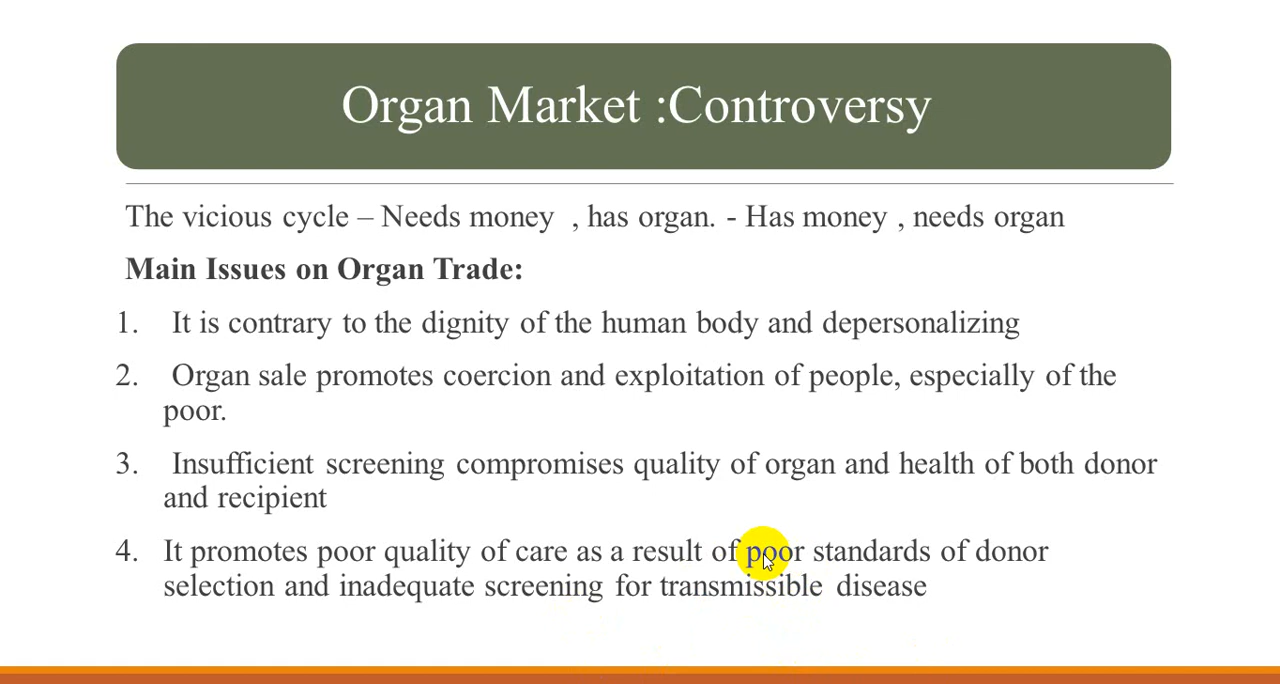 Organ Market :Controversy
The vicious cycle – Needs money , has organ. - Has money , needs organ
Main Issues on Organ Trade:
1. It is contrary to the dignity of the human body and depersonalizing
2. Organ sale promotes coercion and exploitation of people, especially of the
poor.
3. Insufficient screening compromises quality of organ and health of both donor
and recipient
4. It promotes poor quality of care as a result of poor standards of donor
selection and inadequate screening for transmissible disease